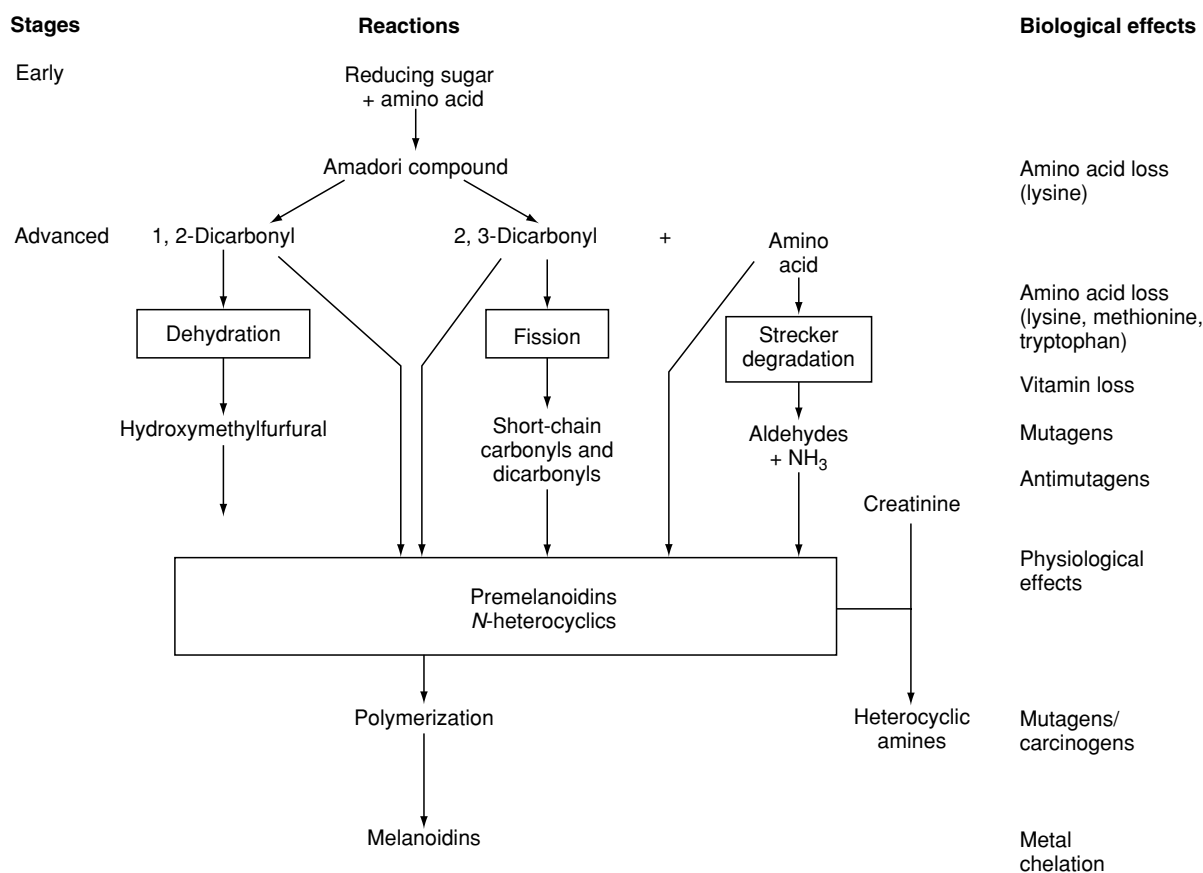 Stages
Reactions
Biological effects
Early
Reducing sugar
+ amino acid
Amadori compound
Amino acid loss
(lysine)
Advanced
1, 2-Dicarbonyl
2, 3-Dicarbonyl
+
Amino
acid
Amino acid loss
(lysine, methionine,
tryptophan)
Dehydration
Fission
Strecker
degradation
Vitamin loss
Hydroxymethylfurfural
Short-chain
carbonyls and
dicarbonyls
Aldehydes
+ NH3
Mutagens
Antimutagens
Creatinine
Physiological
effects
Premelanoidins
N-heterocyclics
Polymerization
Heterocyclic
amines
Mutagens/
carcinogens
Melanoidins
Metal
chelation